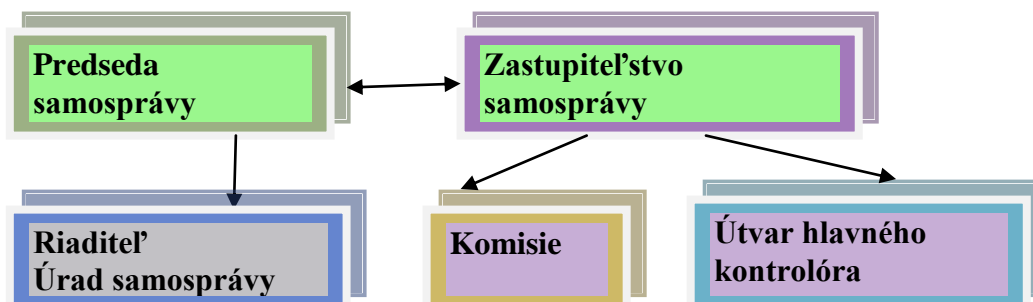 Predseda
samosprávy
Zastupiteľstvo
samosprávy
Riaditeľ
Úrad samosprávy
Komisie
Útvar hlavného
kontrolóra